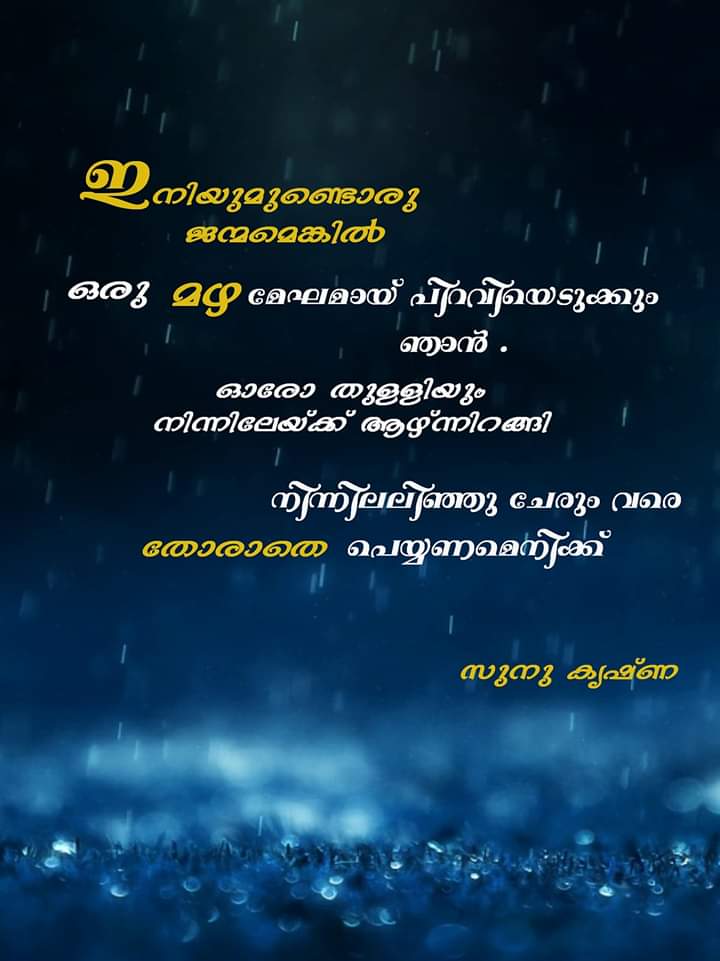 ഇനിയുമുണ്ടൊരു
ജന്മമെങ്കിൽ
ഒരു മഴ മേഘമായ് പിറവിയെടുക്കും
ഞാൻ .
ഓരോ തുള്ളിയും
നിന്നിലേയ്ക്ക് ആഴ്ന്നിറങ്ങി
നിന്നിലലിഞ്ഞു ചേരും വരെ
തോരാതെ പെയ്യണമെനിക്ക്
സുനു കൃഷ്ണ